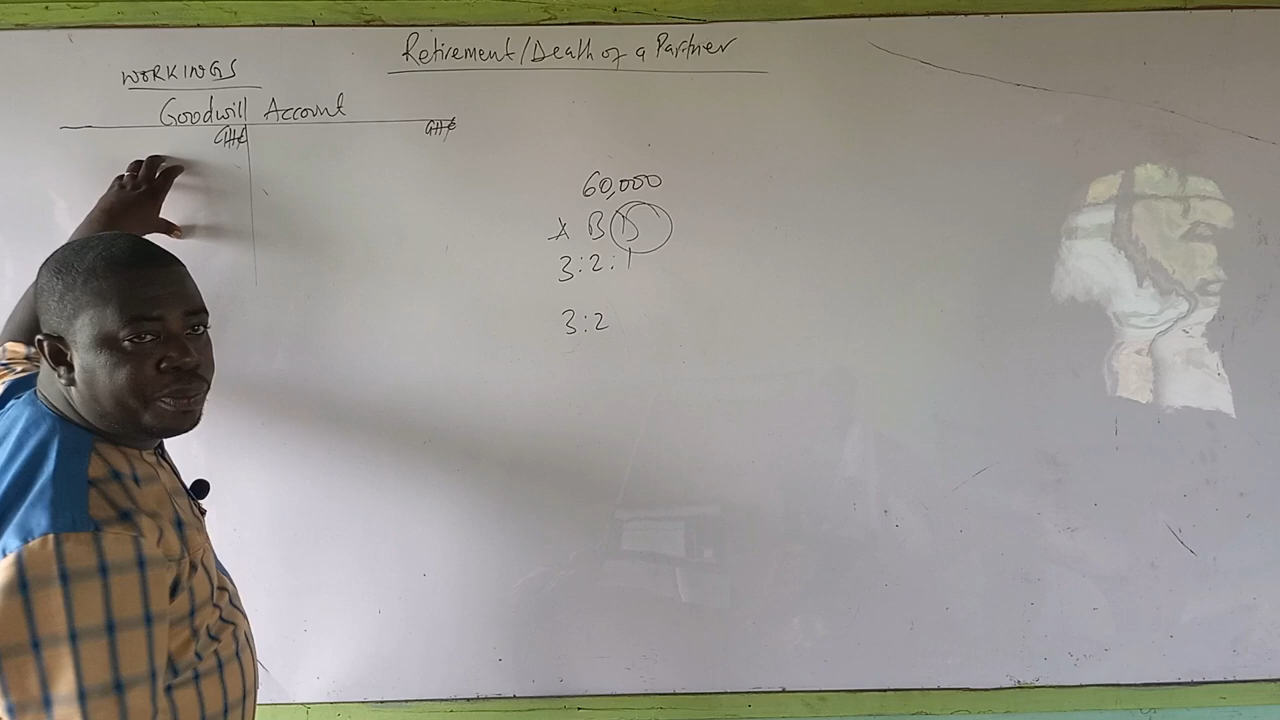 Retirement/Death of a Partner
WORKINGS
Goodwill Account
GH¢ GH¢
60,000
A B D
3:2:1
3:2